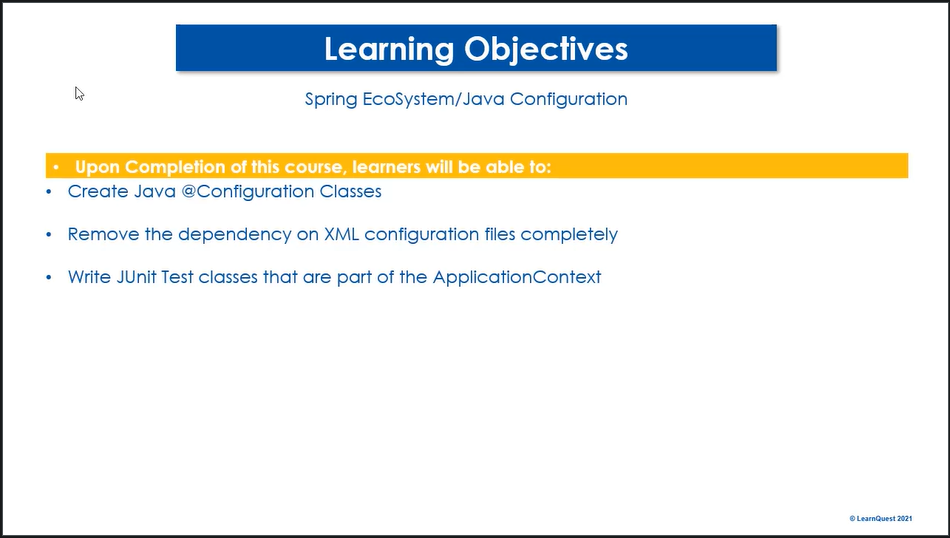 Learning Objectives
Spring EcoSystem/Java Configuration
• Upon Completion of this course, learners will be able to:
• Create Java @Configuration Classes
• Remove the dependency on XML configuration files completely
• Write JUnit Test classes that are part of the ApplicationContext
© LearnQuest 2021